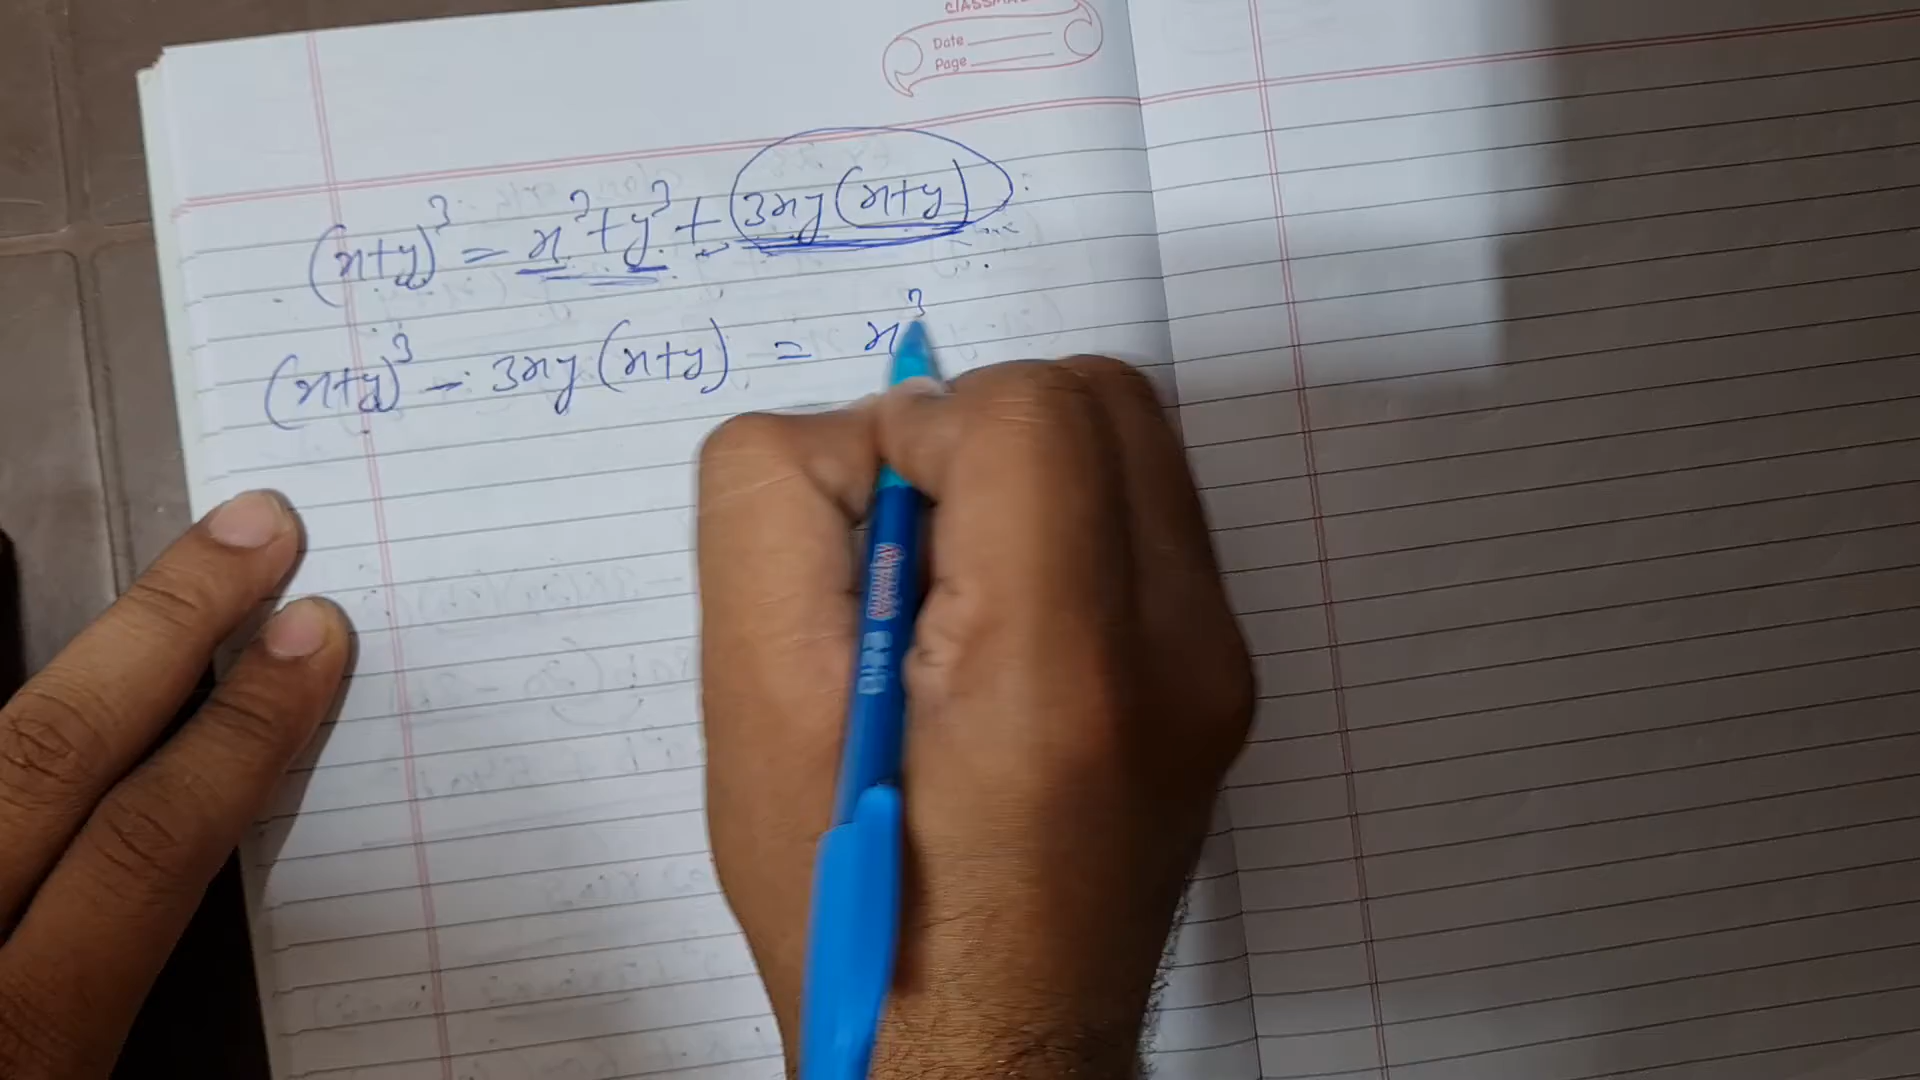 Date
Page
(x+y)³ = x³+y³ + 3xy(x+y)
(x+y)³ - 3xy(x+y) = x³